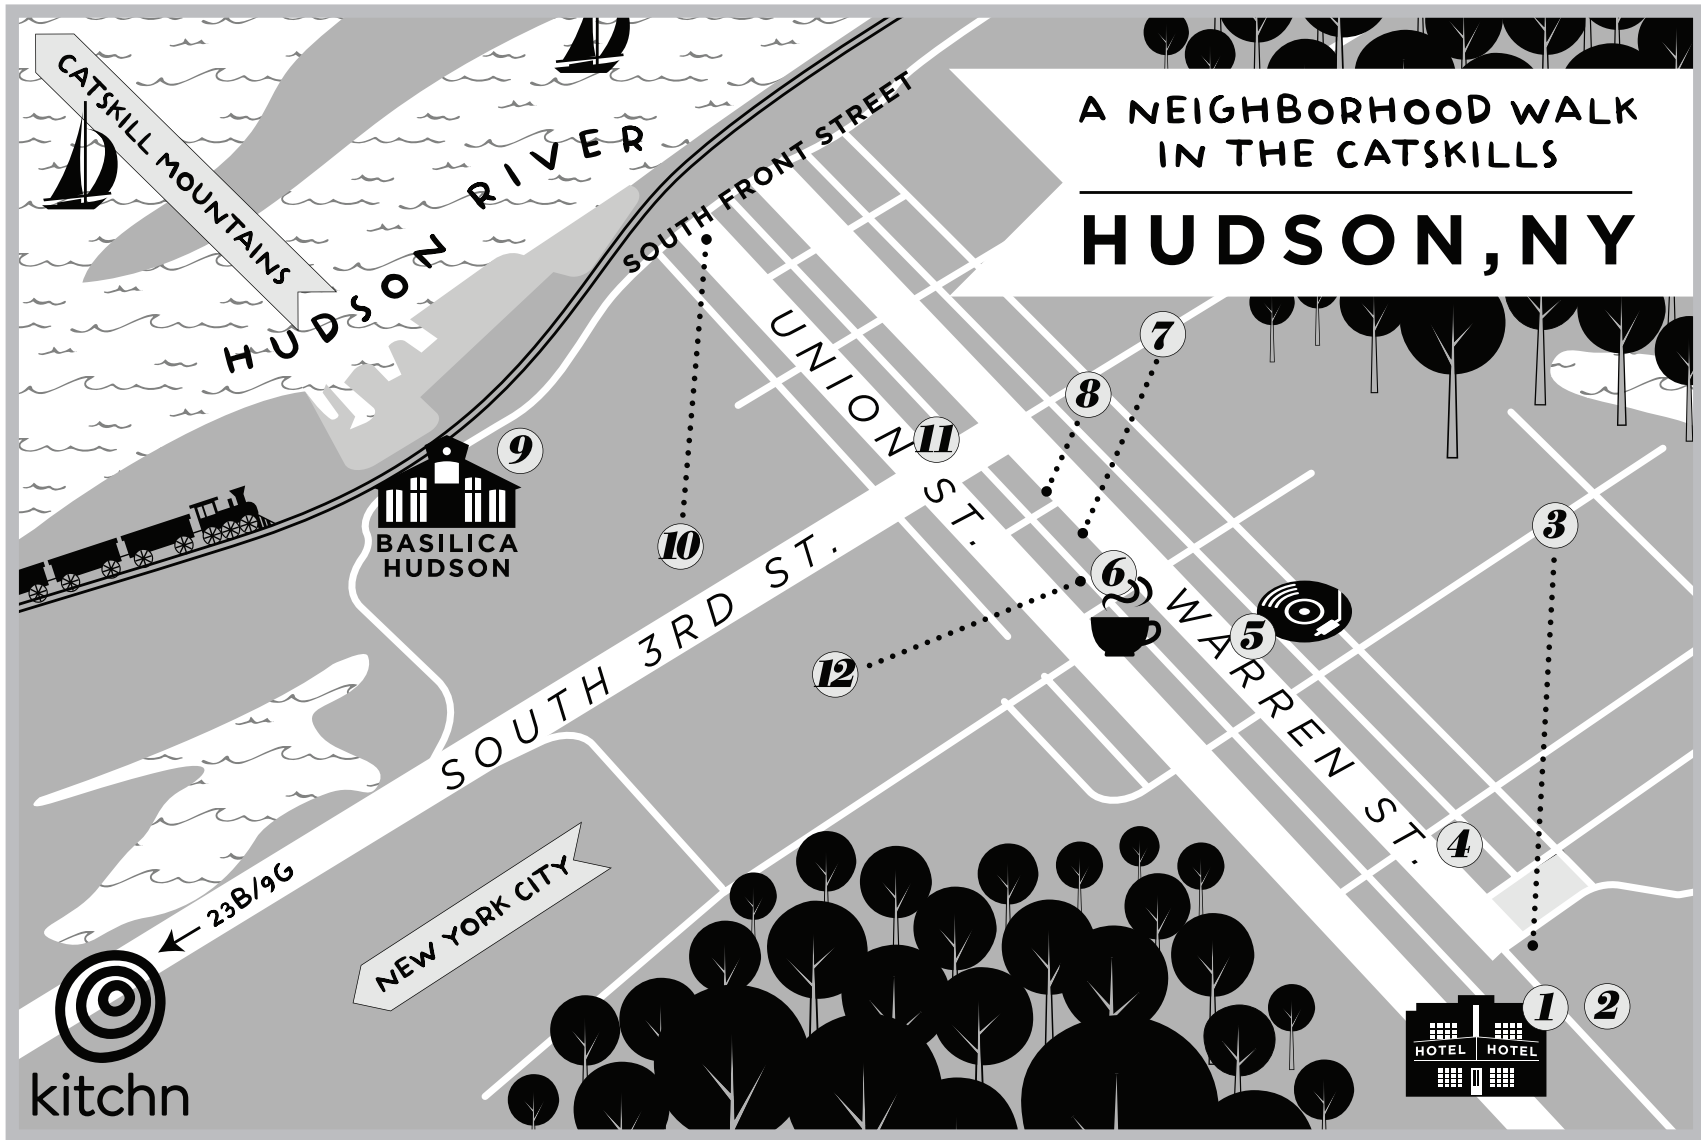 CATSKILL MOUNTAINS
HUDSON RIVER
SOUTH FRONT STREET
A NEIGHBORHOOD WALK
IN THE CATSKILLS
HUDSON, NY
7
8
UNION ST.
11
9
BASILICA
HUDSON
10
3
6
WARREN ST.
5
12
SOUTH 3RD ST.
4
23B/9G
NEW YORK CITY
1
2
HOTEL HOTEL
kitchn